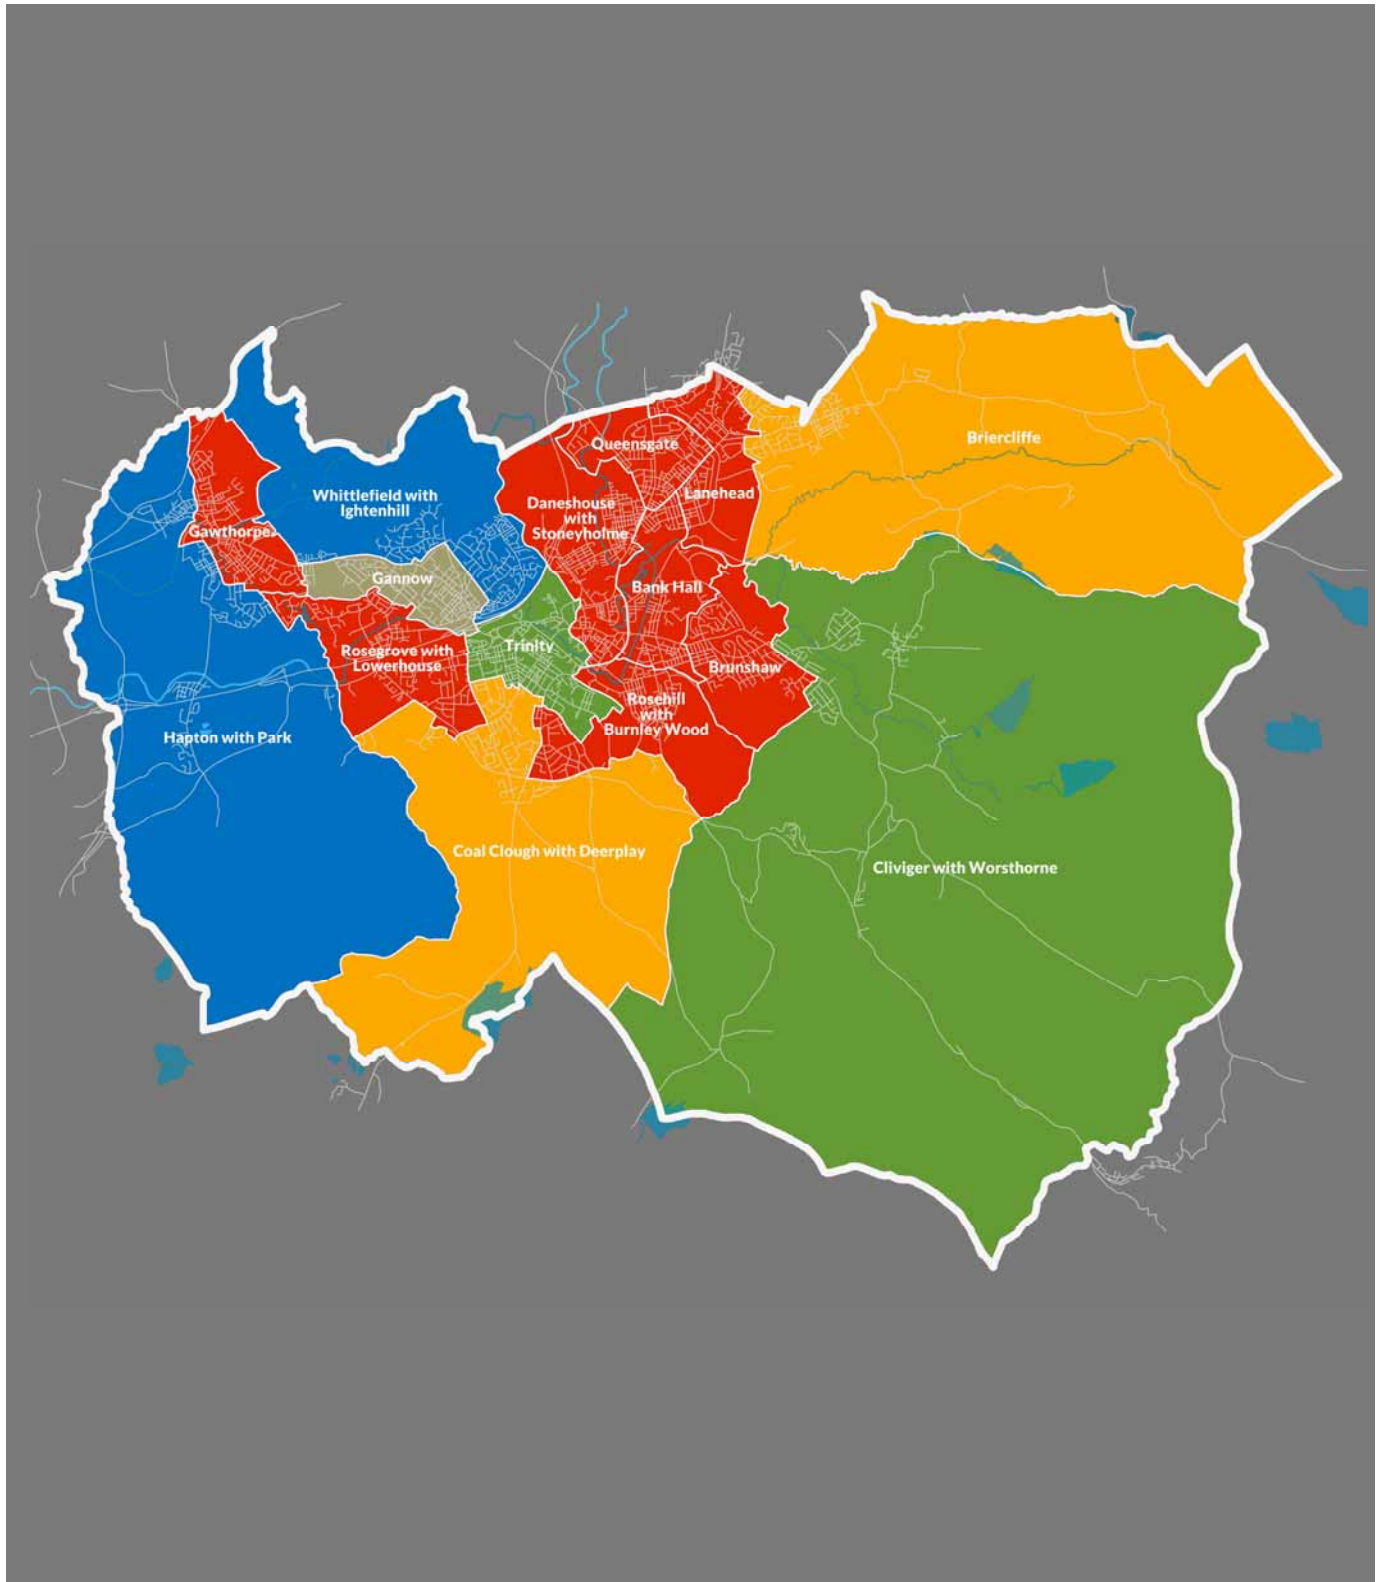 Queensgate
Briercliffe
Whittlefield with
Ightenhill
Lanehead
Daneshouse
with
Stoneyholme
Gawthorpe
Gannow
Bank Hall
Trinity
Rosegrove with
Lowerhouse
Brunshaw
Rosehill
with
Burnley Wood
Hapton with Park
Coal Clough with Deerplay
Cliviger with Worsthorne